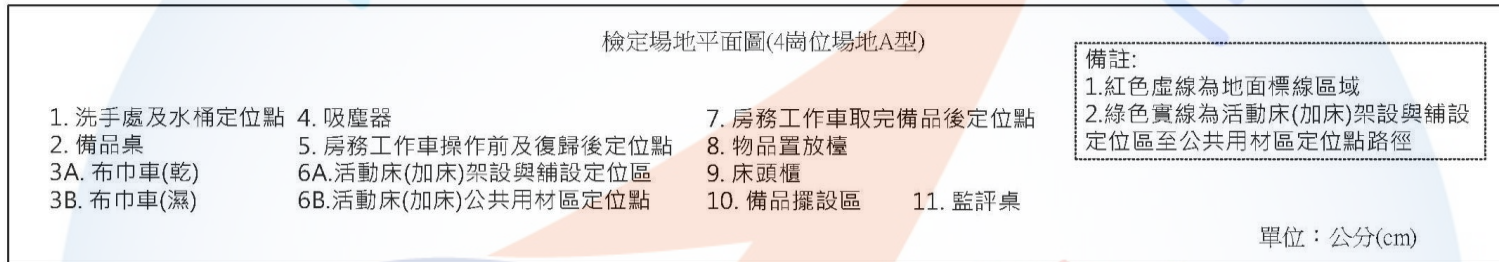 檢定場地平面圖(4崗位場地A型)
備註:
1.紅色虛線為地面標線區域
2.綠色實線為活動床(加床)架設與舖設
定位區至公共用材區定位點路徑
1. 洗手處及水桶定位點 4. 吸塵器 7. 房務工作車取完備品後定位點
2. 備品桌 5. 房務工作車操作前及復歸後定位點 8. 物品置放檯
3A. 布巾車(乾) 6A.活動床(加床)架設與舖設定位區 9. 床頭櫃
3B. 布巾車(濕) 6B.活動床(加床)公共用材區定位點 10. 備品擺設區 11. 監評桌
單位：公分(cm)